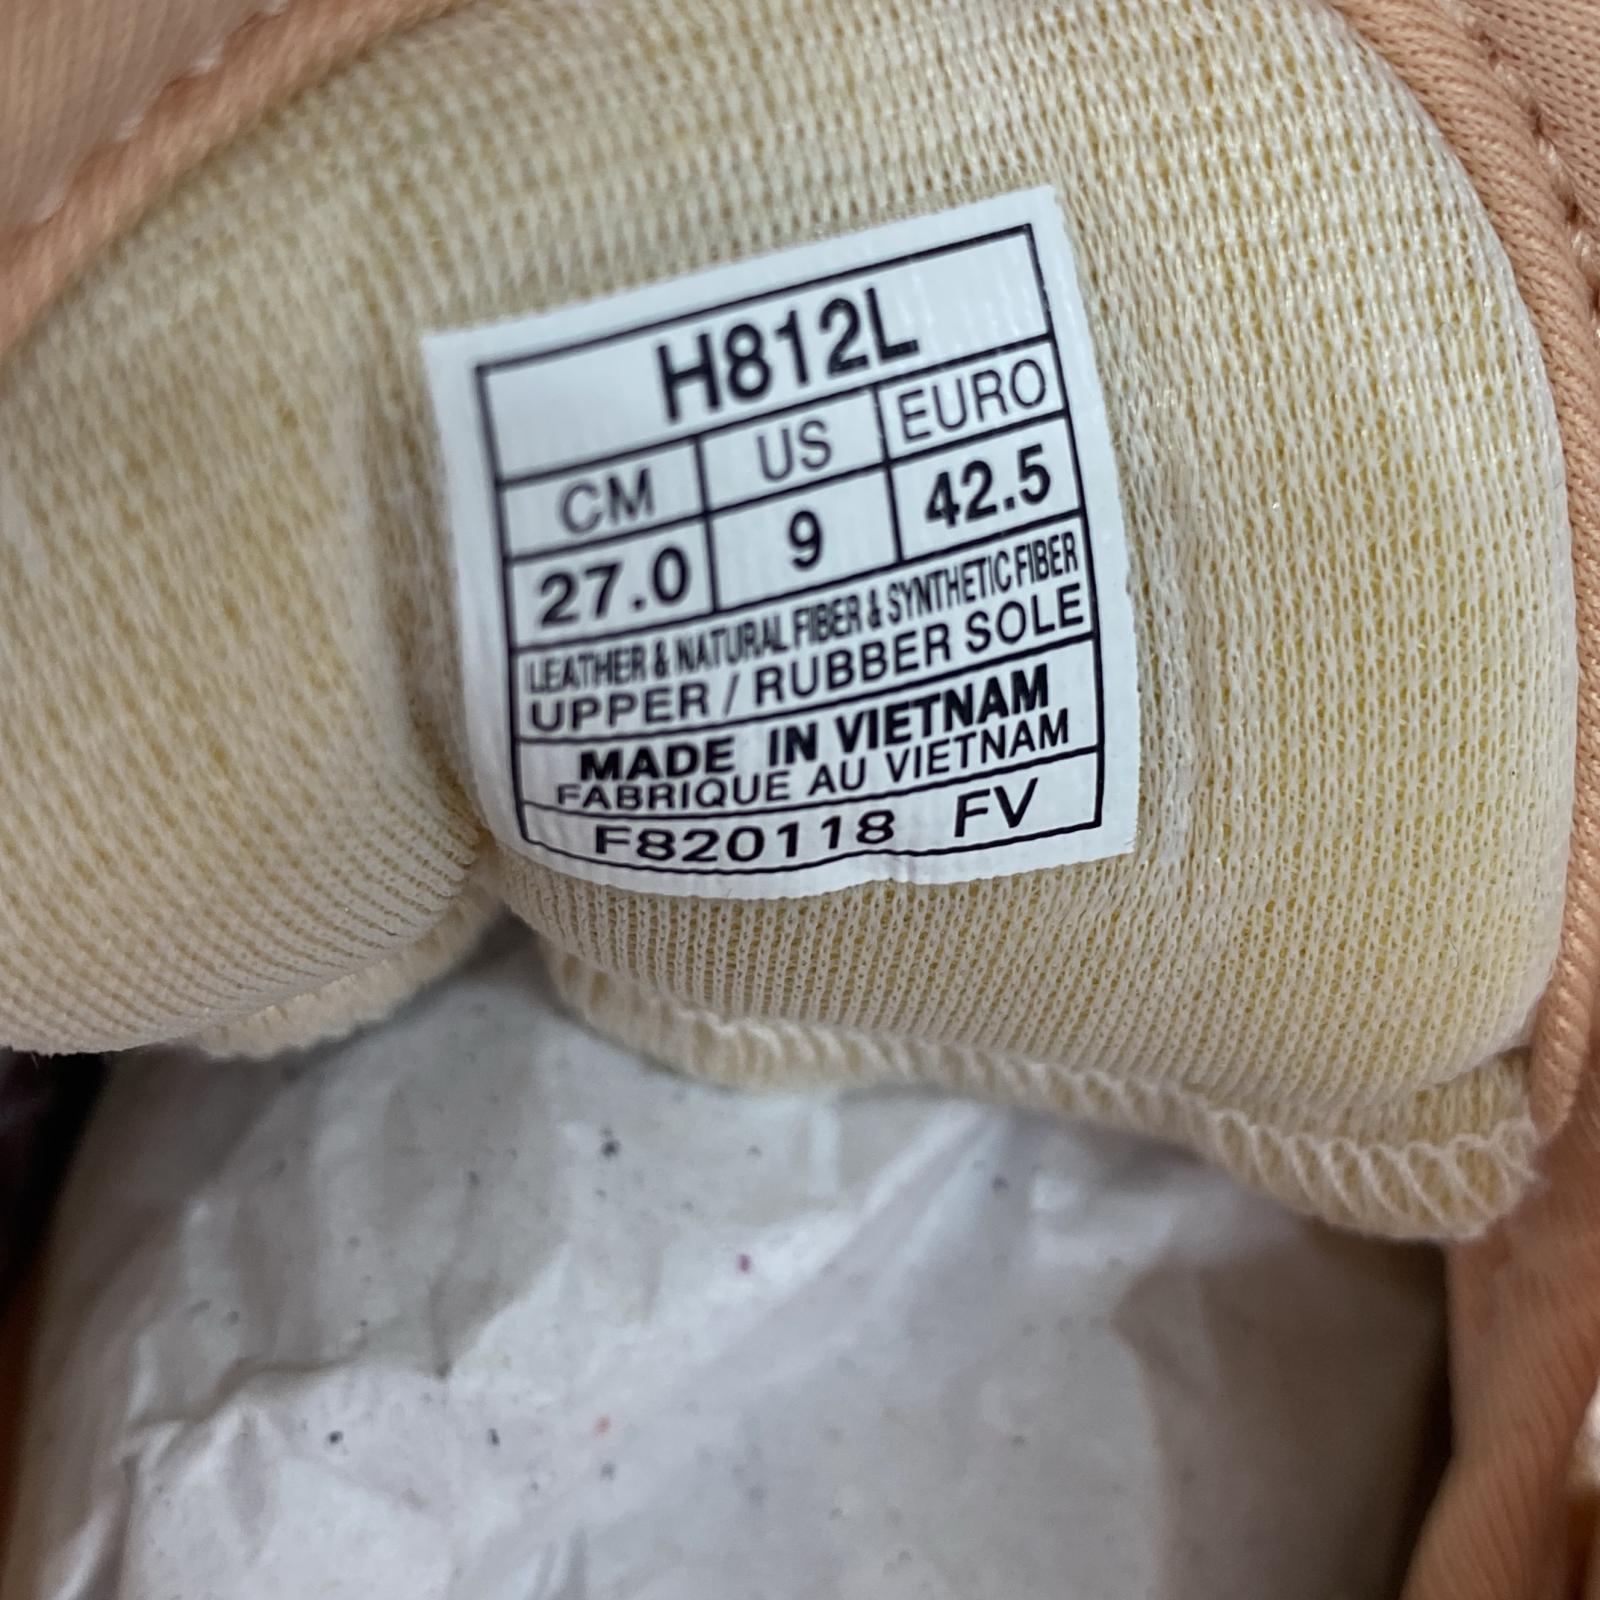 H812L
CM US EURO
27.0 9 42.5
LEATHER & NATURAL FIBER & SYNTHETIC FIBER
UPPER / RUBBER SOLE
MADE IN VIETNAM
FABRIQUE AU VIETNAM
F820118 FV